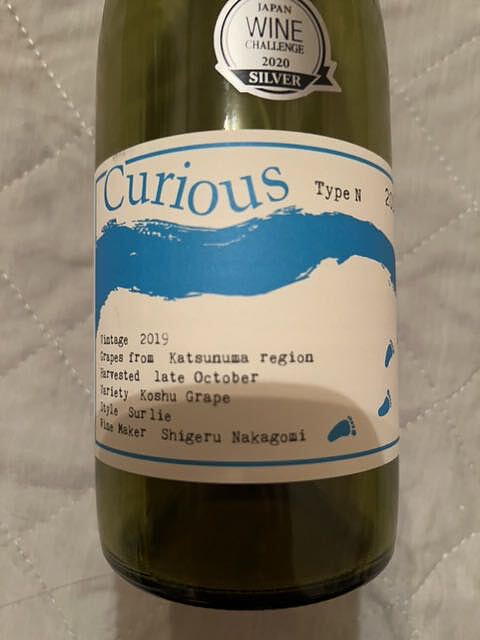 JAPAN
WINE
CHALLENGE
2020
SILVER
Curious Type N
Vintage 2019
Grapes from Katsunuma region
Harvested late October
Variety Koshu Grape
Style Surlie
Wine Maker Shigeru Nakagomi